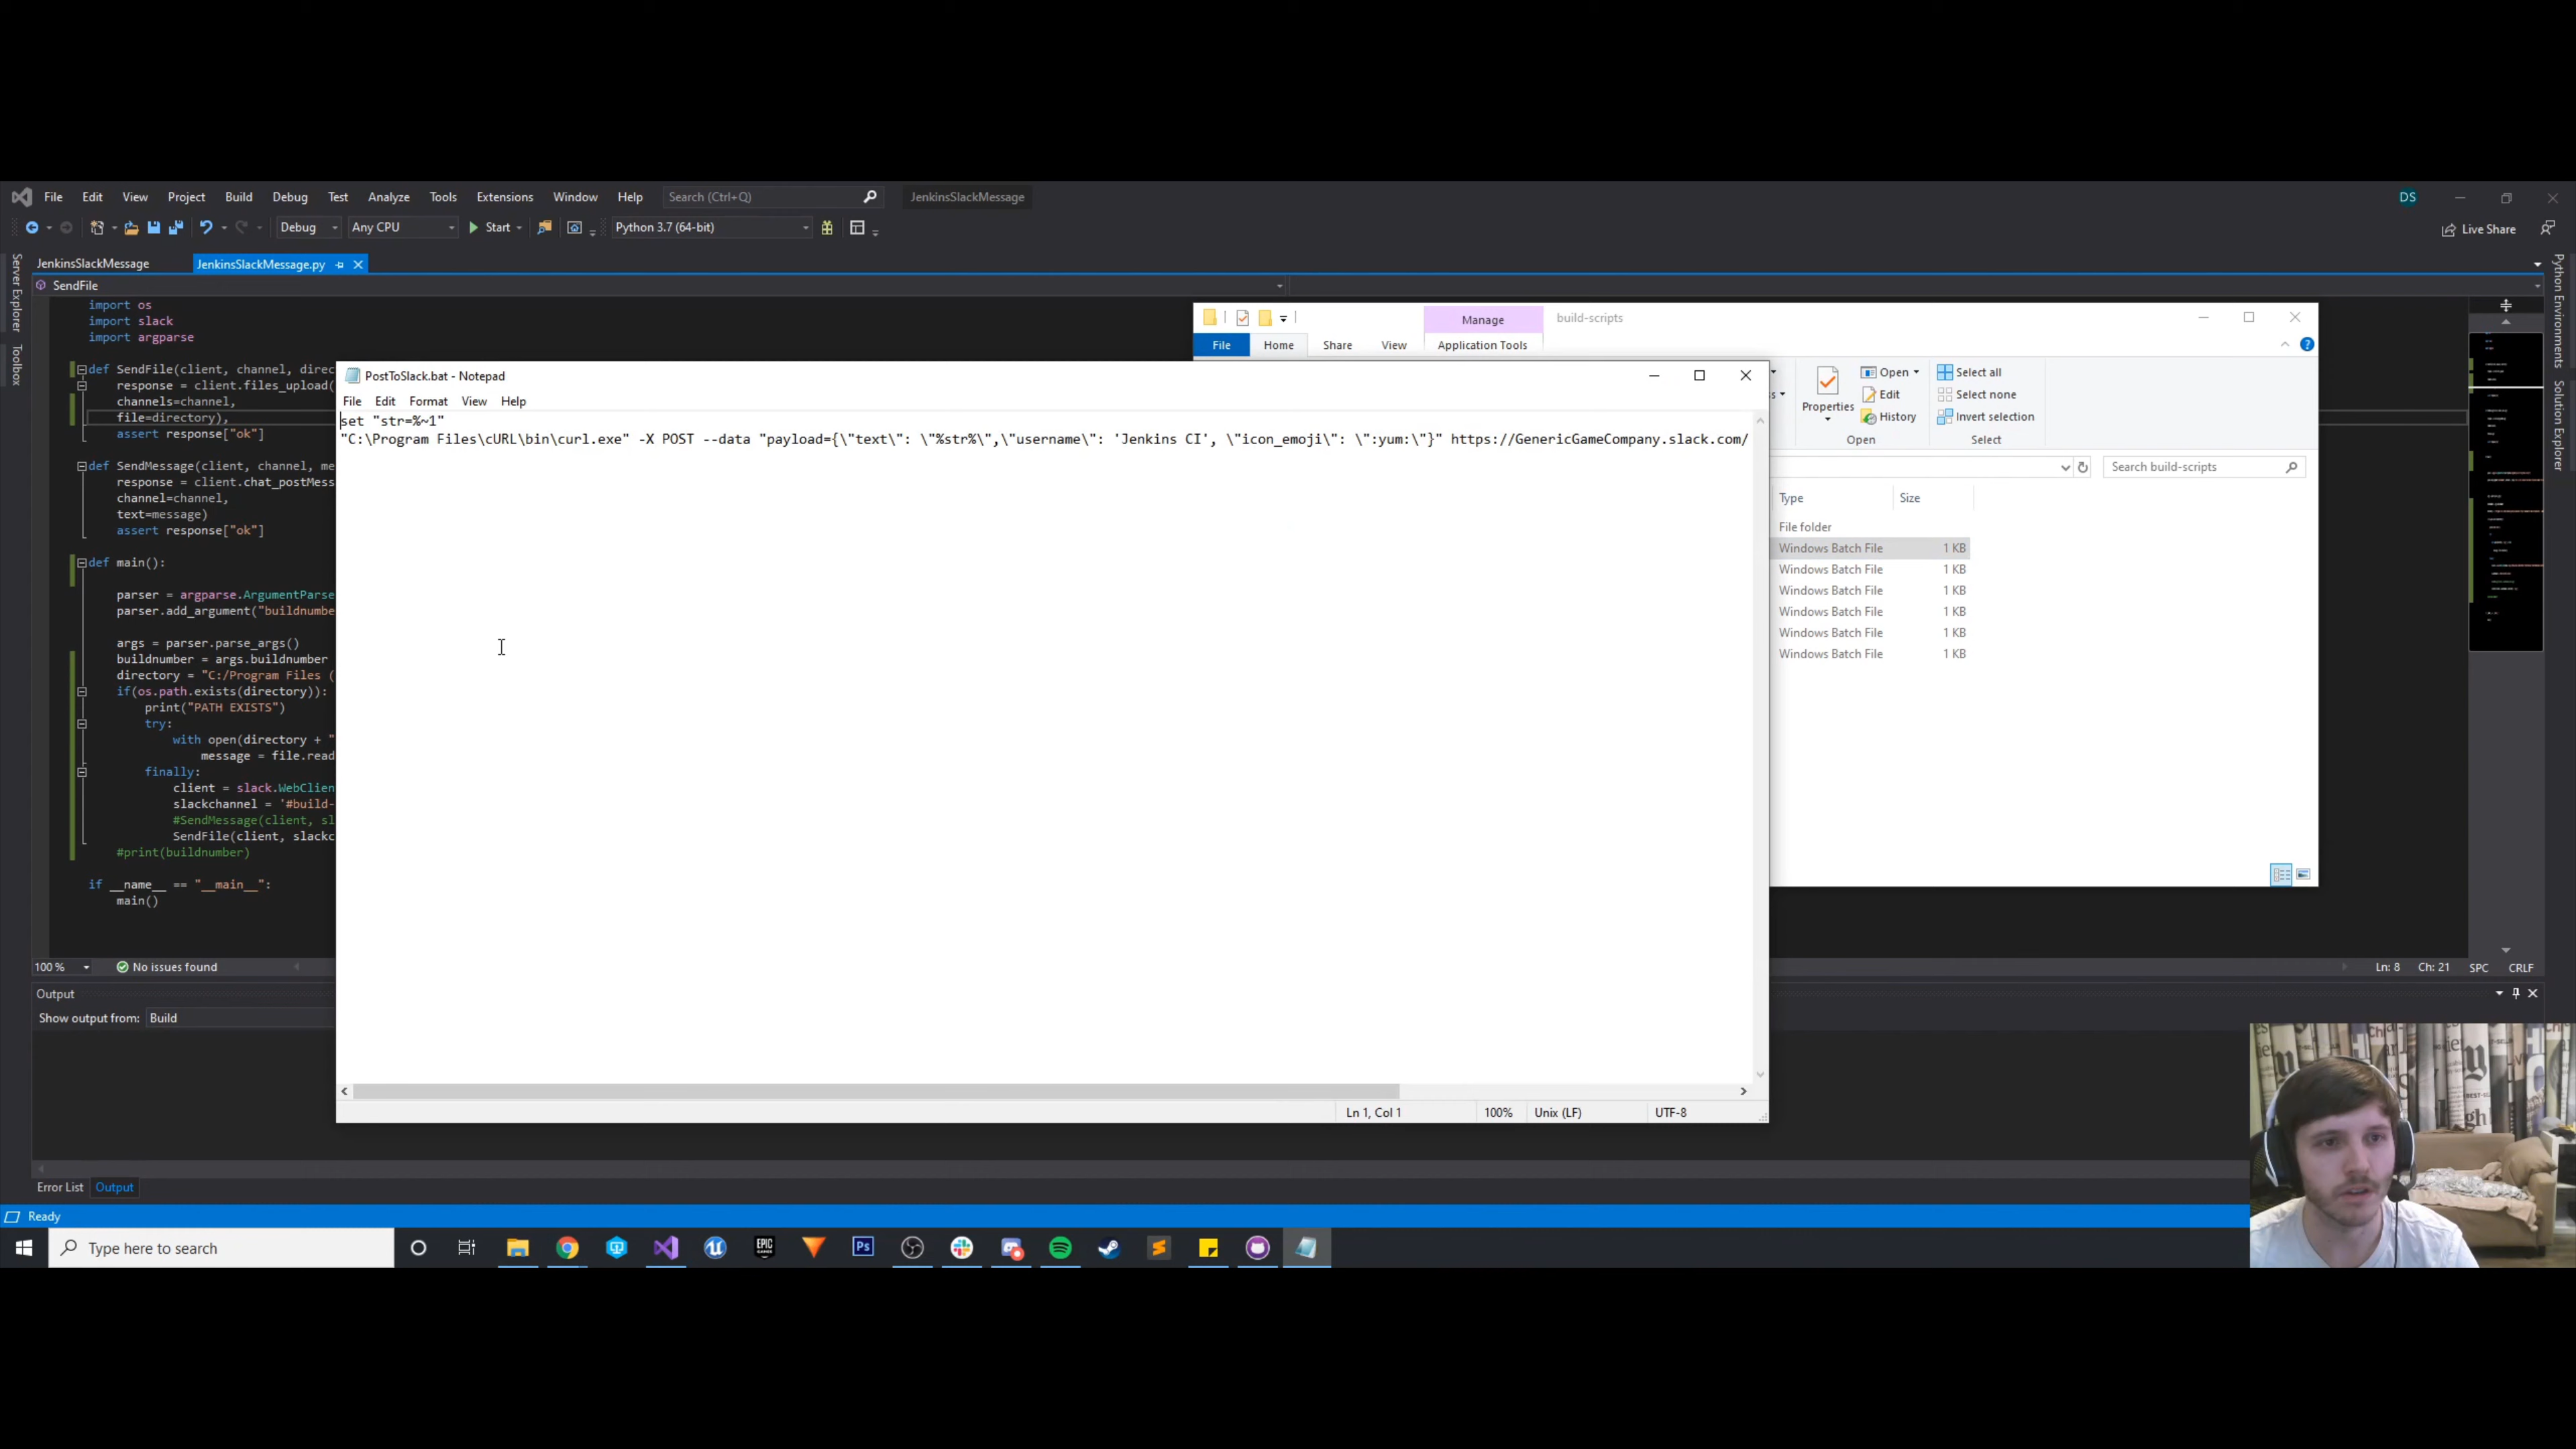 File Edit View Project Build Debug Test Analyze Tools Extensions Window Help Search (Ctrl+Q) JenkinsSlackMessage DS
Debug Any CPU Start Python 3.7 (64-bit) Live Share
JenkinsSlackMessage JenkinsSlackMessage.py
SendFile
Server Explorer
Toolbox
Python Environments
Solution Explorer
import os
import slack
import argparse
def SendFile(client, channel, direc
response = client.files_upload(
channels=channel,
file=directory),
assert response["ok"]
def SendMessage(client, channel, me
response = client.chat_postMess
channel=channel,
text=message)
assert response["ok"]
def main():
parser = argparse.ArgumentParse
parser.add_argument("buildnumbe
args = parser.parse_args()
buildnumber = args.buildnumber
directory = "C:/Program Files (
if(os.path.exists(directory)):
print("PATH EXISTS")
try:
with open(directory + "
message = file.read
finally:
client = slack.WebClien
slackchannel = '#build-
#SendMessage(client, sl
SendFile(client, slackc
#print(buildnumber)
if __name__ == "__main__":
main()
100 % No issues found Ln: 8 Ch: 21 SPC CRLF
Output
Show output from: Build
Error List Output
Ready
Manage build-scripts
File Home Share View Application Tools
Properties
Open
Edit
History
Open
Select all
Select none
Invert selection
Select
Search build-scripts
Type Size
File folder
Windows Batch File 1 KB
Windows Batch File 1 KB
Windows Batch File 1 KB
Windows Batch File 1 KB
Windows Batch File 1 KB
Windows Batch File 1 KB
PostToSlack.bat - Notepad
File Edit Format View Help
set "str=%~1"
"C:\Program Files\cURL\bin\curl.exe" -X POST --data "payload={\"text\": \"%str%\",\"username\": 'Jenkins CI', \"icon_emoji\": \":yum:\"}" https://GenericGameCompany.slack.com/
Ln 1, Col 1 100% Unix (LF) UTF-8
Type here to search
EPIC GAMES
Ps